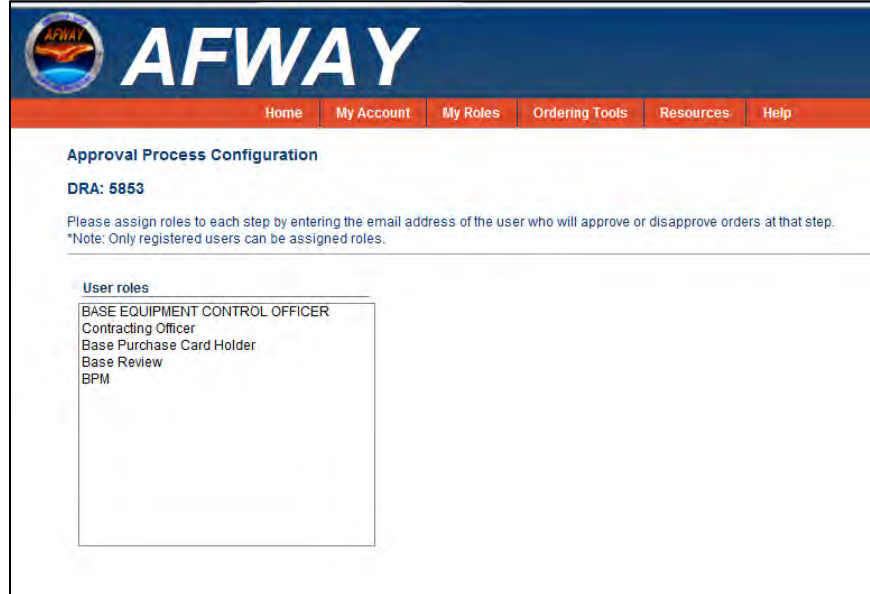 AFWAY
AFWAY
Home My Account My Roles Ordering Tools Resources Help
Approval Process Configuration
DRA: 5853
Please assign roles to each step by entering the email address of the user who will approve or disapprove orders at that step.
*Note: Only registered users can be assigned roles.
User roles
BASE EQUIPMENT CONTROL OFFICER
Contracting Officer
Base Purchase Card Holder
Base Review
BPM